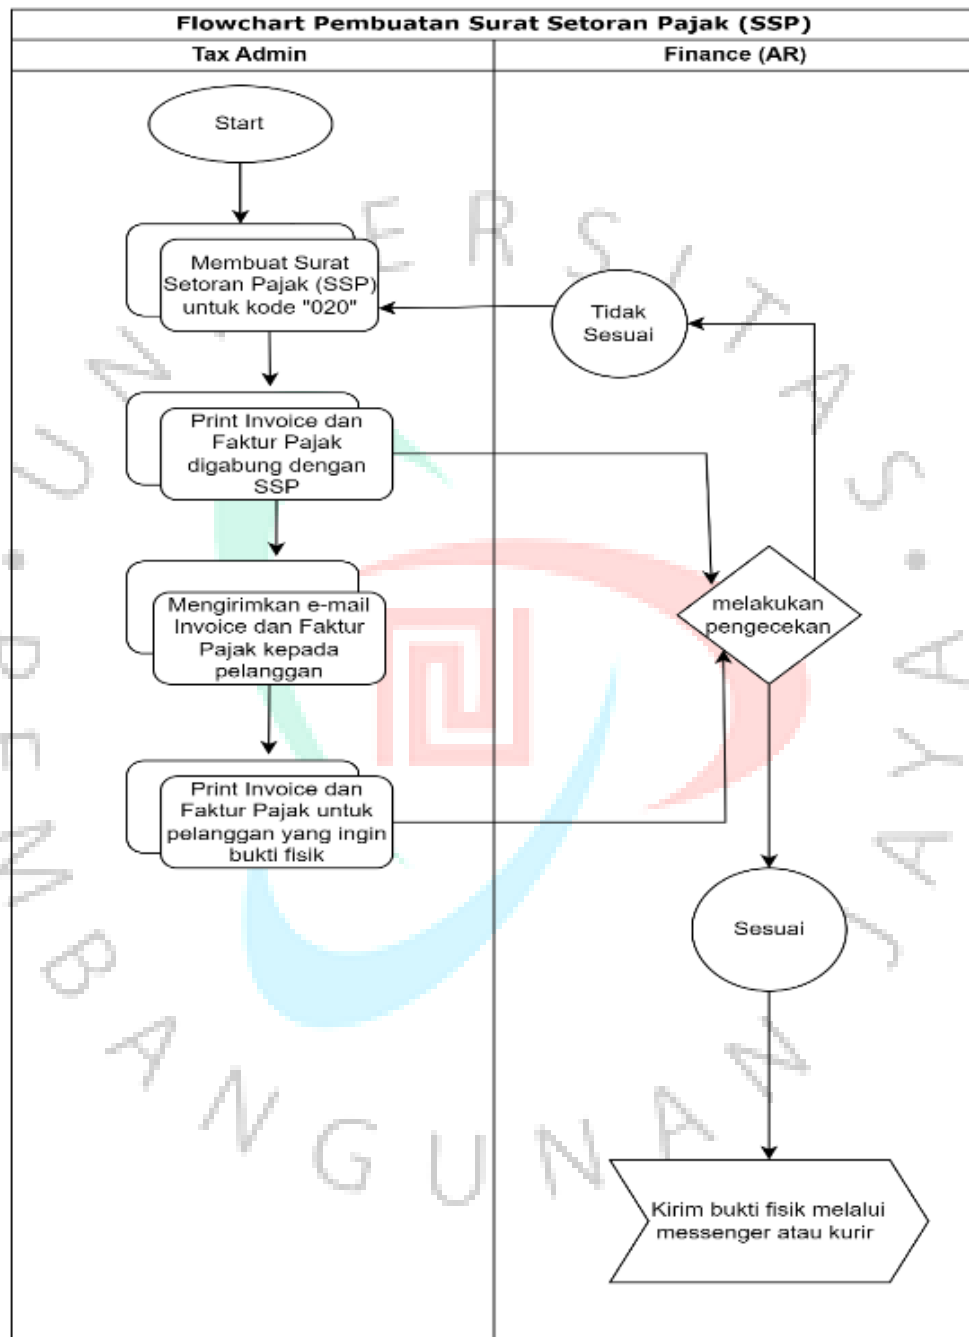 Flowchart Pembuatan Surat Setoran Pajak (SSP)
Tax Admin
Finance (AR)
Start
Membuat Surat
Setoran Pajak (SSP)
untuk kode "020"
Tidak
Sesuai
Print Invoice dan
Faktur Pajak
digabung dengan
SSP
melakukan
pengecekan
Mengirimkan e-mail
Invoice dan Faktur
Pajak kepada
pelanggan
Print Invoice dan
Faktur Pajak untuk
pelanggan yang ingin
bukti fisik
Sesuai
Kirim bukti fisik melalui
messenger atau kurir
UNIVERSITAS
PEMBANGUNAN JAYA